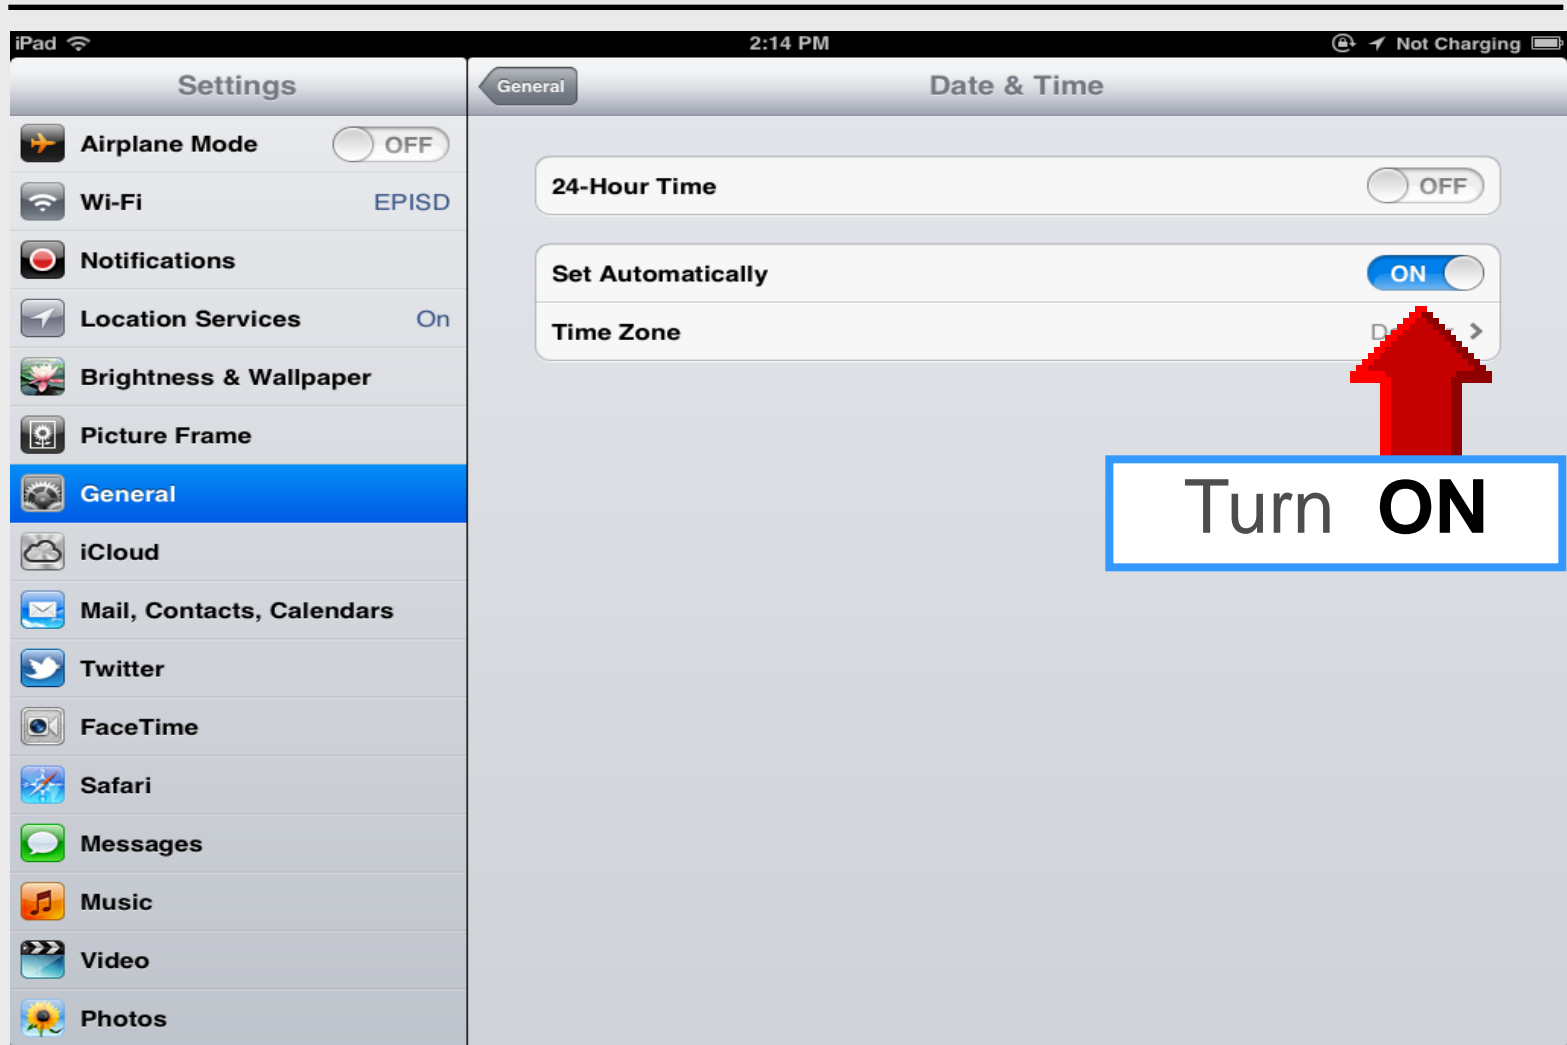 iPad 2:14 PM Not Charging
Settings
General Date & Time
Airplane Mode OFF
Wi-Fi EPISD
Notifications
Location Services On
Brightness & Wallpaper
Picture Frame
General
iCloud
Mail, Contacts, Calendars
Twitter
FaceTime
Safari
Messages
Music
Video
Photos
24-Hour Time OFF
Set Automatically ON
Time Zone
Turn ON